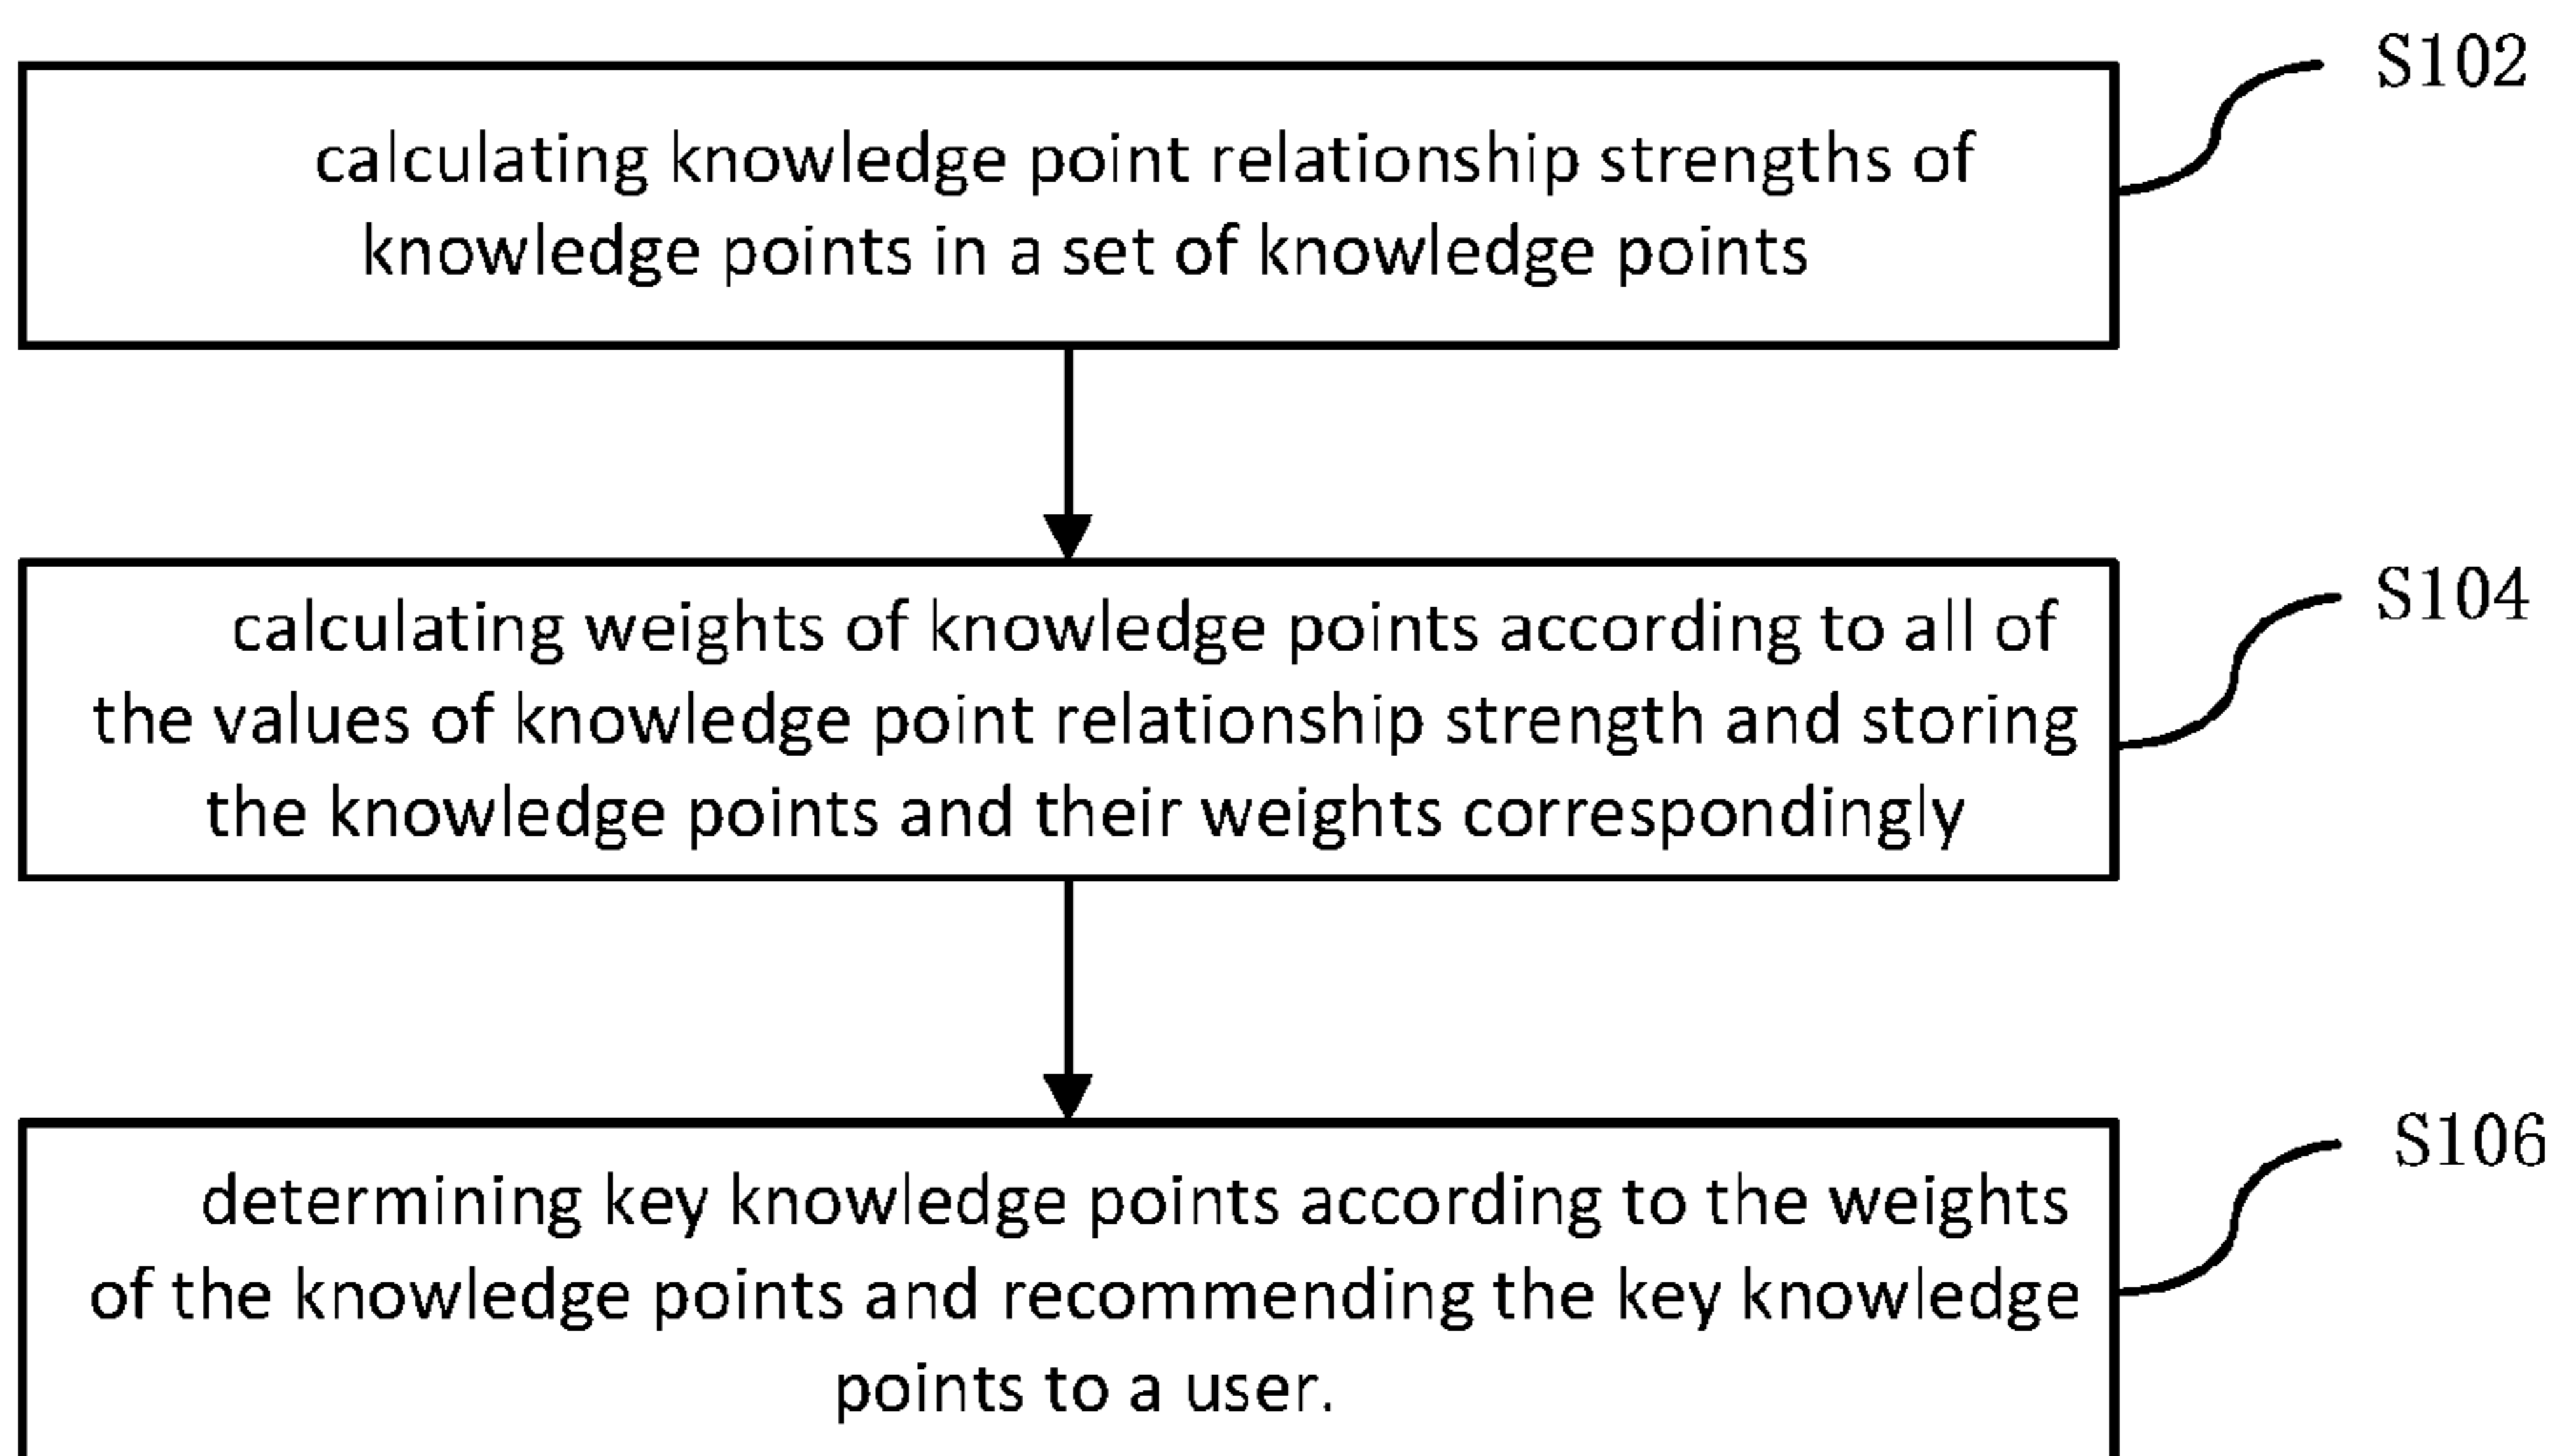 S102
calculating knowledge point relationship strengths of
knowledge points in a set of knowledge points
S104
calculating weights of knowledge points according to all of
the values of knowledge point relationship strength and storing
the knowledge points and their weights correspondingly
S106
determining key knowledge points according to the weights
of the knowledge points and recommending the key knowledge
points to a user.